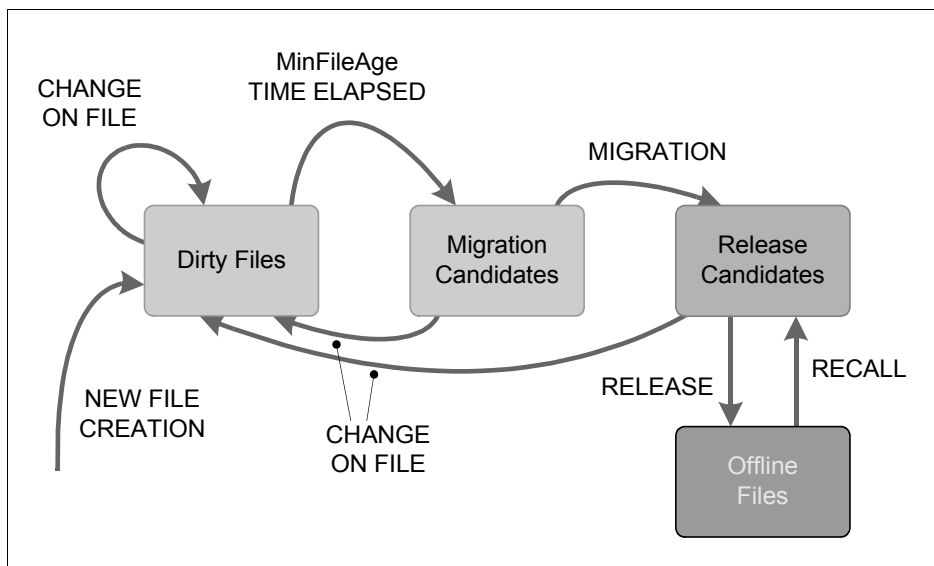 MinFileAge
TIME ELAPSED
CHANGE
ON FILE
MIGRATION
Dirty Files
Migration
Candidates
Release
Candidates
NEW FILE
CREATION
CHANGE
ON FILE
RELEASE
RECALL
Offline
Files